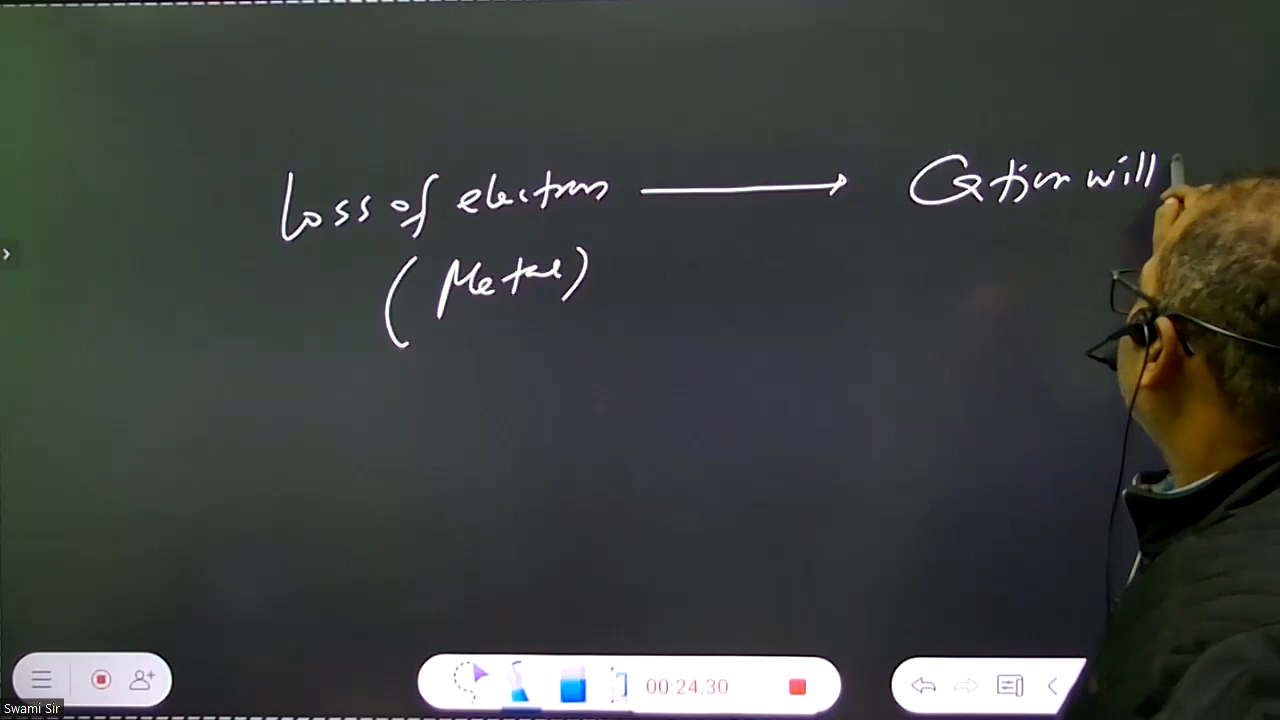 Loss of electrons → Cation will
(Metal)
00:24.30
Swami Sir